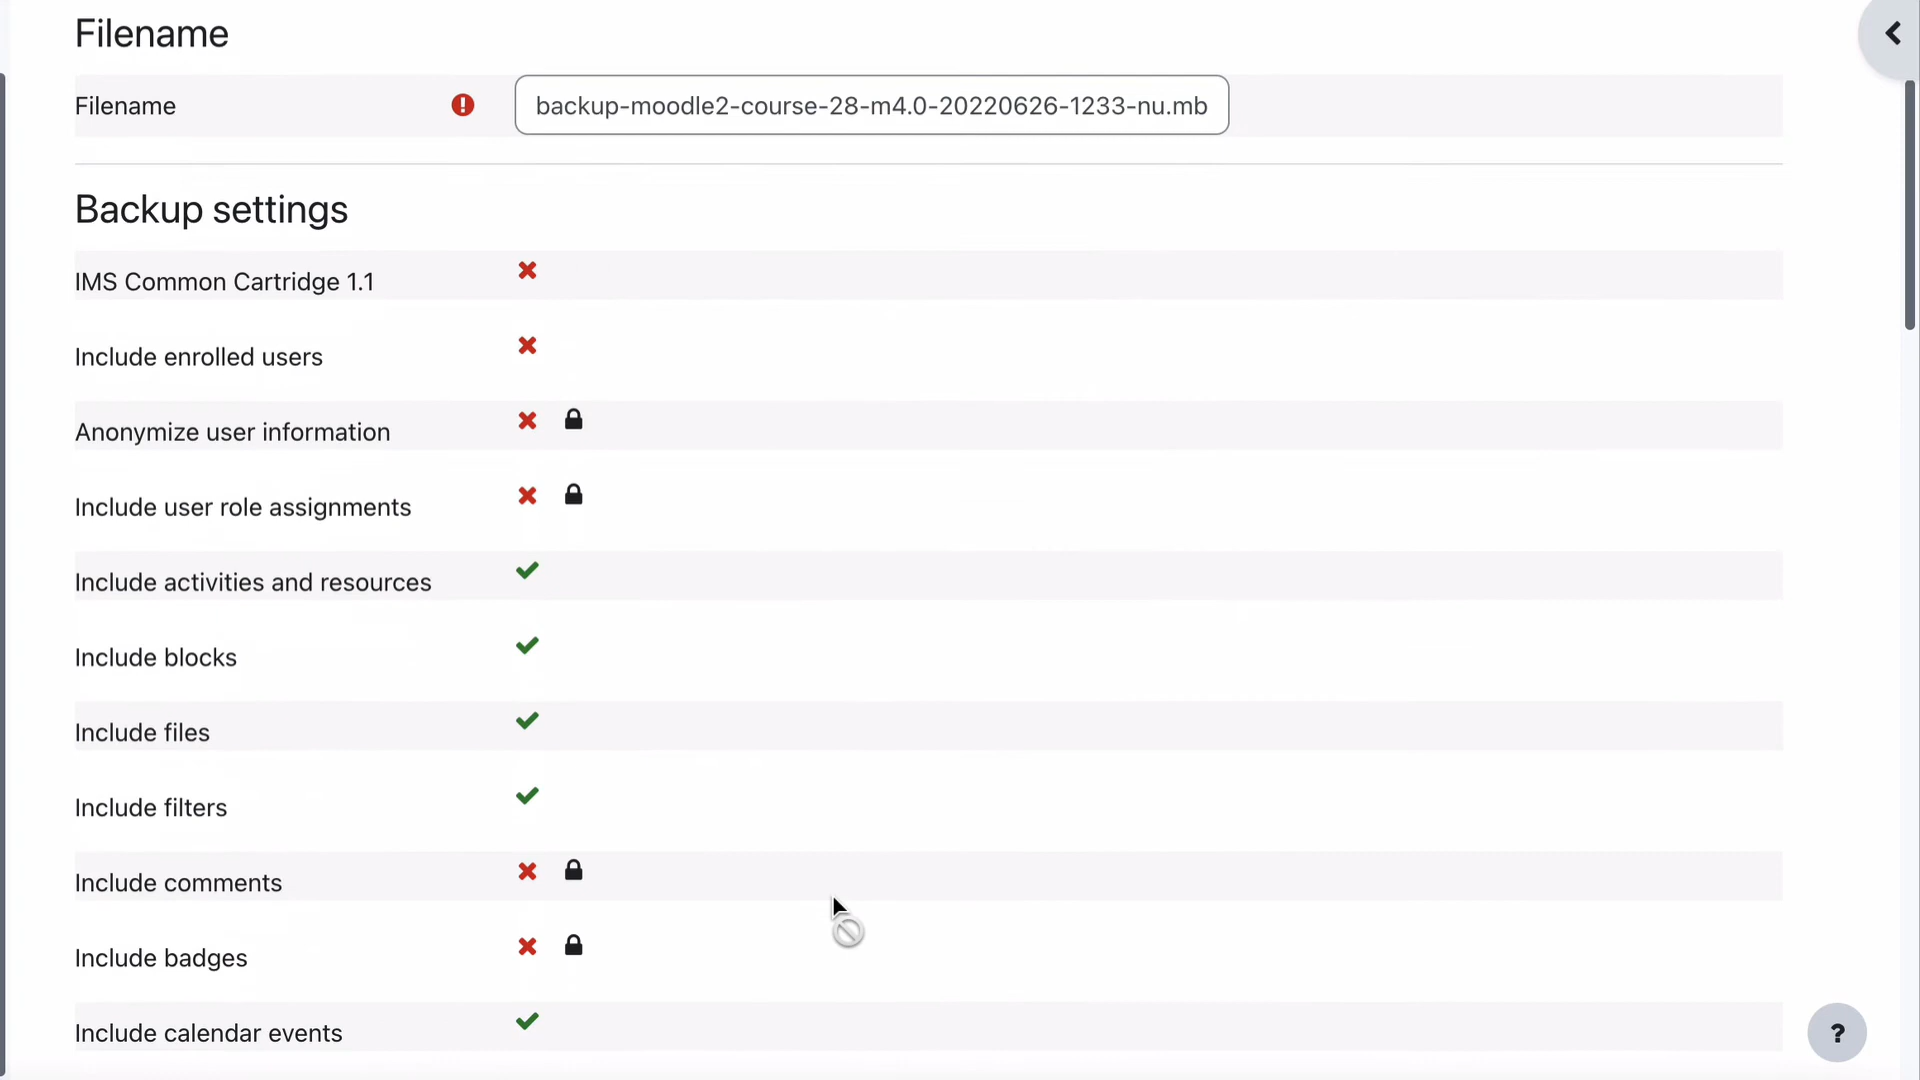 Filename
Filename
backup-moodle2-course-28-m4.0-20220626-1233-nu.mb
Backup settings
IMS Common Cartridge 1.1
Include enrolled users
Anonymize user information
Include user role assignments
Include activities and resources
Include blocks
Include files
Include filters
Include comments
Include badges
Include calendar events
?